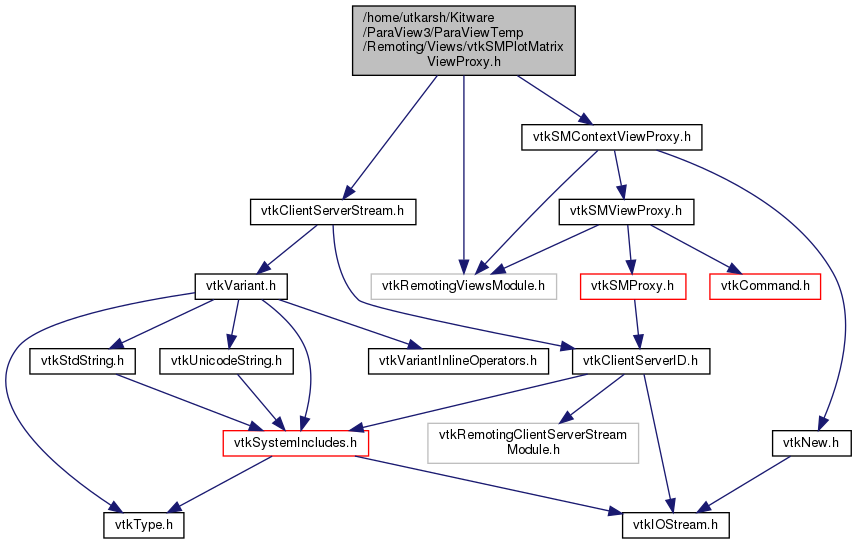 /home/utkarsh/Kitware
/ParaView3/ParaViewTemp
/Remoting/Views/vtkSMPlotMatrix
ViewProxy.h
vtkSMContextViewProxy.h
vtkClientServerStream.h
vtkSMViewProxy.h
vtkVariant.h
vtkRemotingViewsModule.h
vtkSMProxy.h
vtkCommand.h
vtkStdString.h
vtkUnicodeString.h
vtkVariantInlineOperators.h
vtkClientServerID.h
vtkSystemIncludes.h
vtkRemotingClientServerStream
Module.h
vtkNew.h
vtkType.h
vtkIOStream.h